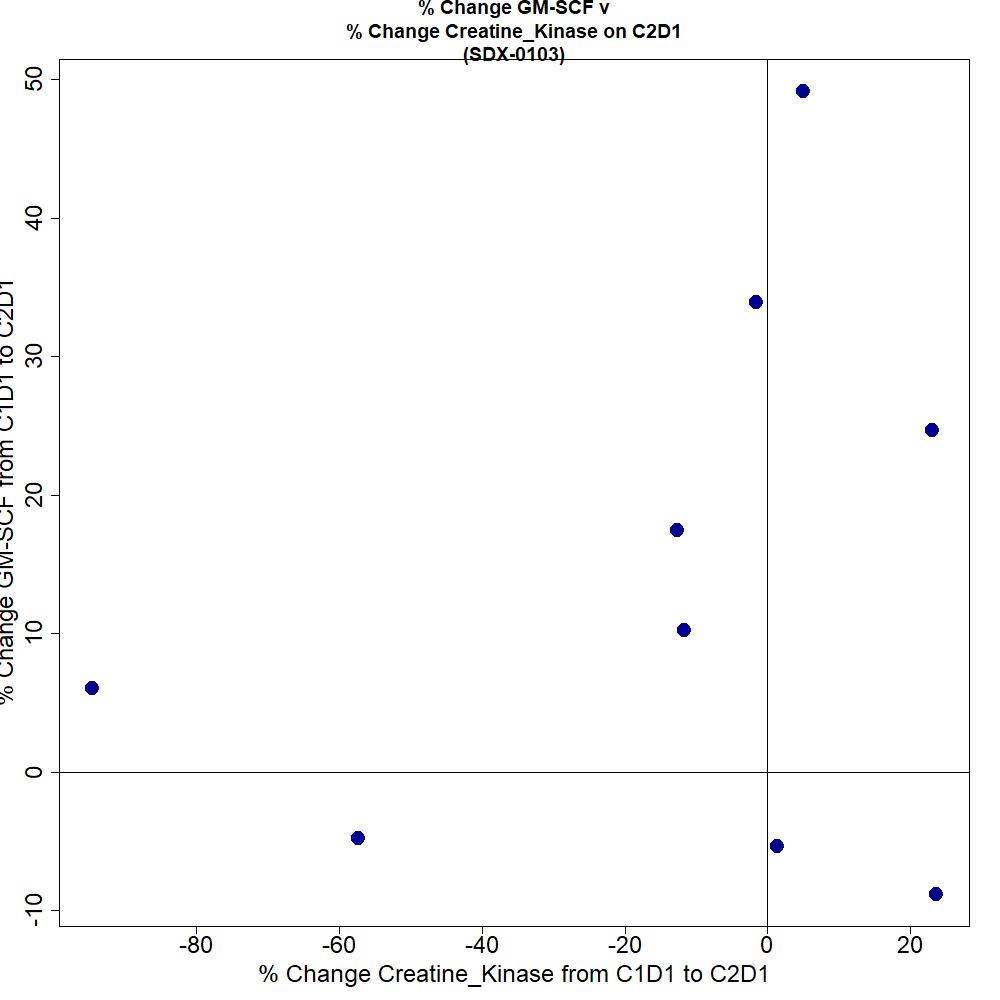 % Change GM-SCF v
% Change Creatine_Kinase on C2D1
(SDX-0103)
% Change GM-SCF from C1D1 to C2D1
50
40
30
20
10
0
-10
-80
-60
-40
-20
0
20
% Change Creatine_Kinase from C1D1 to C2D1